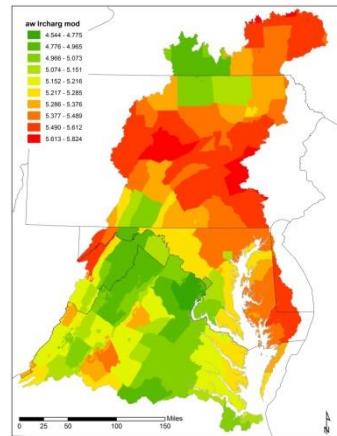 aw lrcharg mod
4.544 - 4.775
4.776 - 4.965
4.966 - 5.073
5.074 - 5.151
5.152 - 5.216
5.217 - 5.285
5.286 - 5.376
5.377 - 5.489
5.490 - 5.612
5.613 - 5.824
0 25 50 100 150
Miles
N